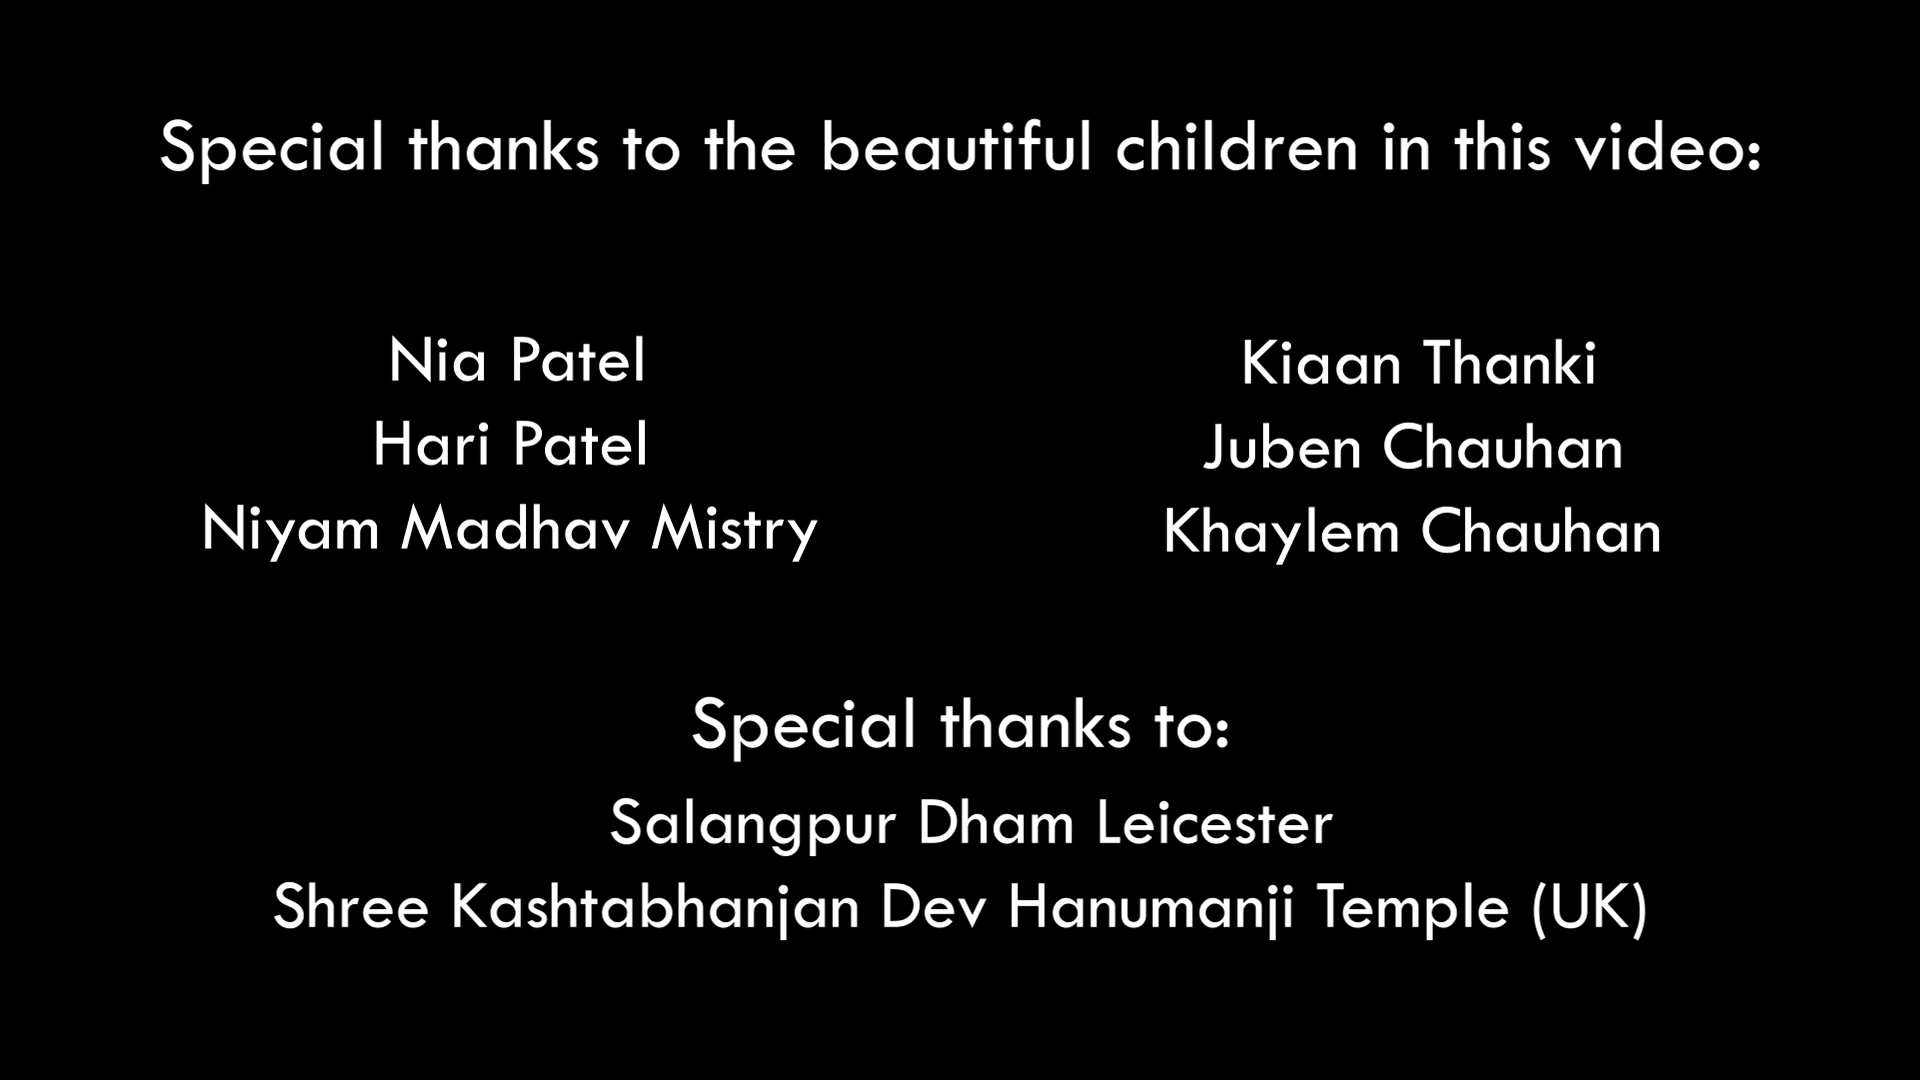 Special thanks to the beautiful children in this video:
Nia Patel
Hari Patel
Niyam Madhav Mistry
Kiaan Thanki
Juben Chauhan
Khaylem Chauhan
Special thanks to:
Salangpur Dham Leicester
Shree Kashtabhanjan Dev Hanumanji Temple (UK)